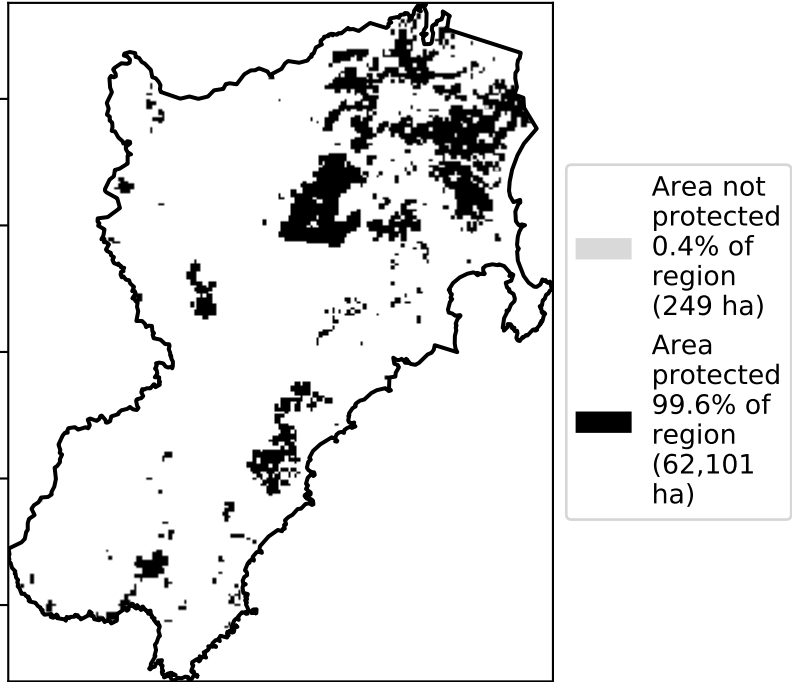 Area not
protected
0.4% of
region
(249 ha)
Area
protected
99.6% of
region
(62,101
ha)